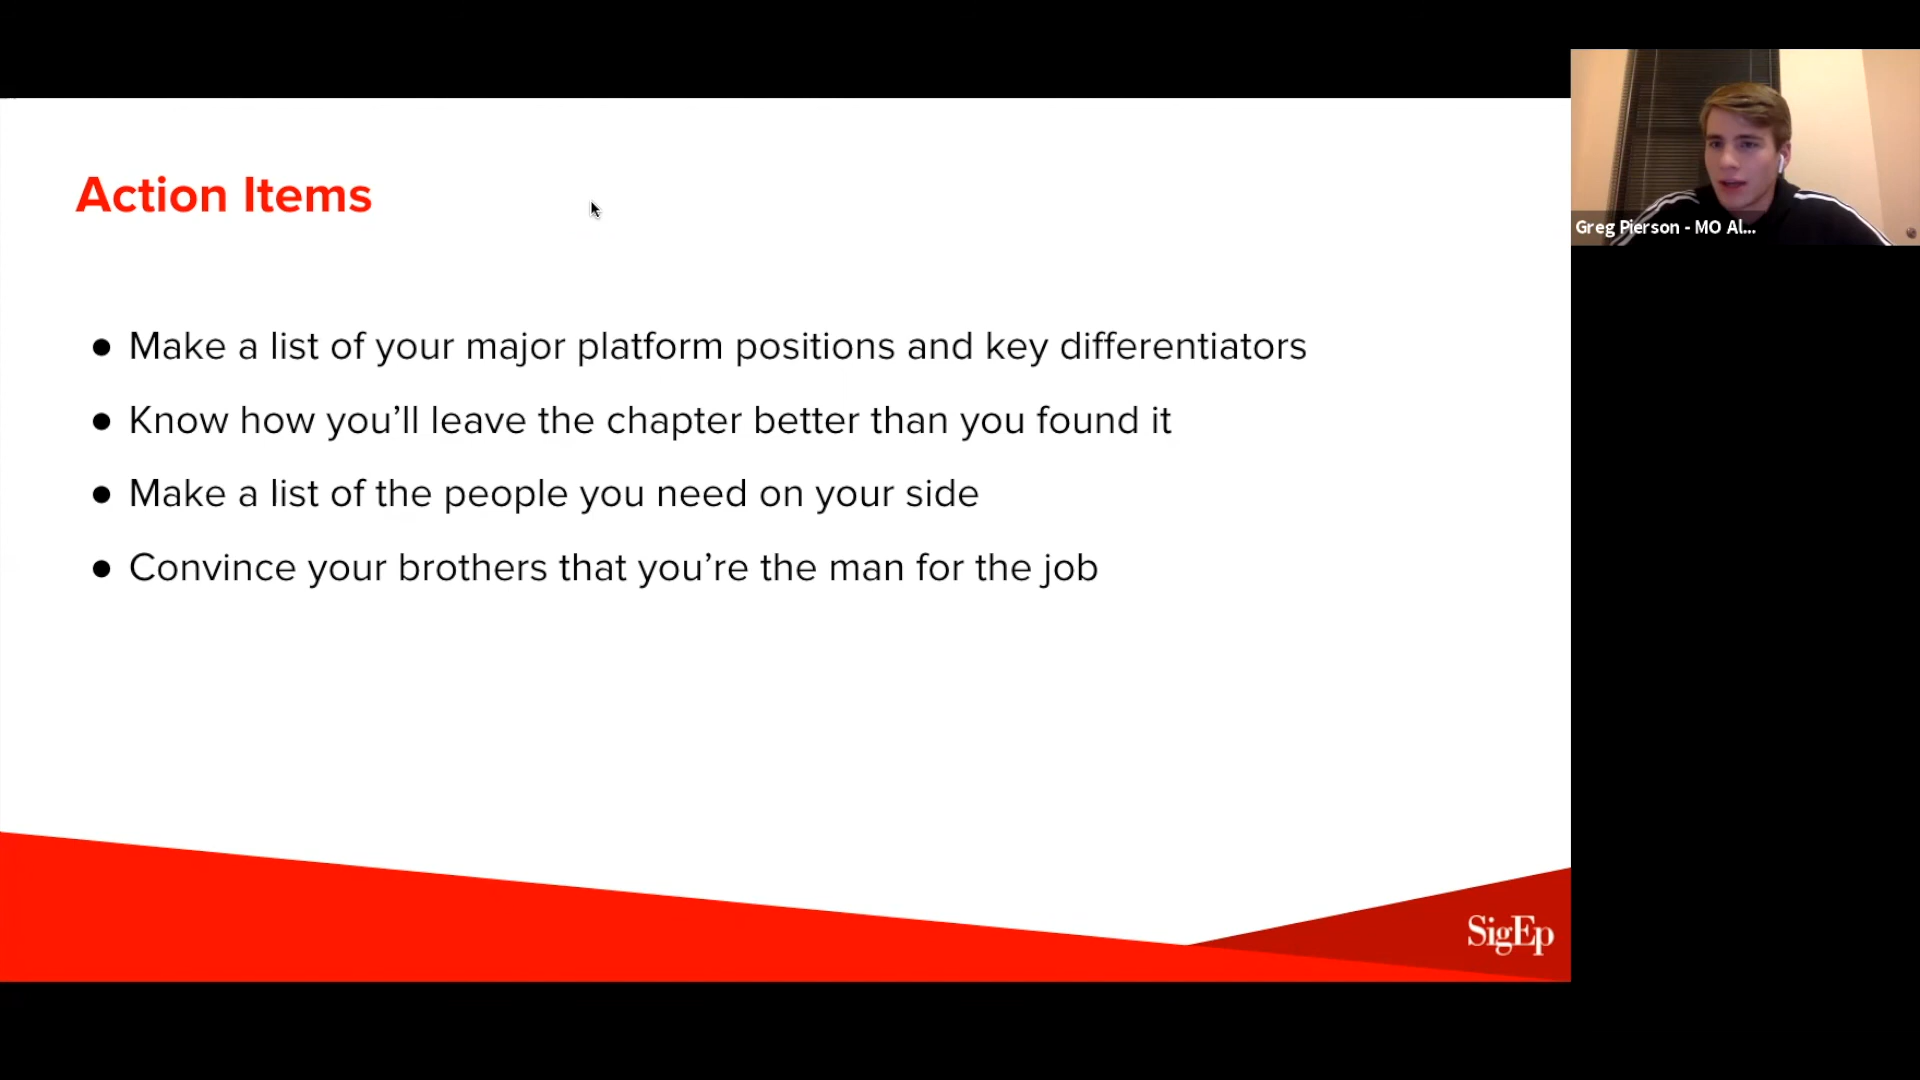 Action Items
● Make a list of your major platform positions and key differentiators
● Know how you’ll leave the chapter better than you found it
● Make a list of the people you need on your side
● Convince your brothers that you’re the man for the job
SigEp
Greg Pierson - MO Al...